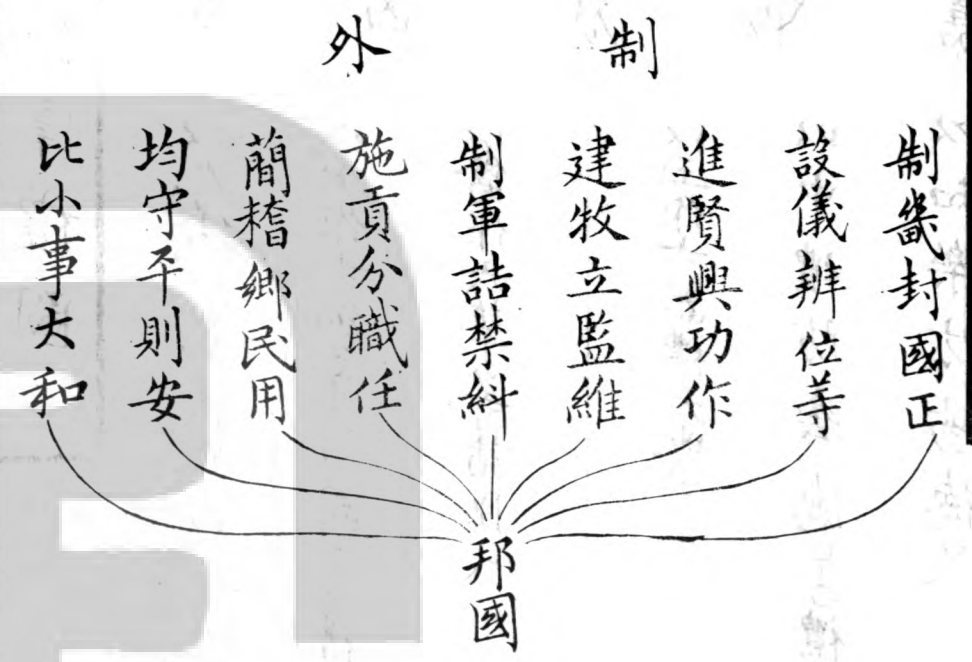 制外
制畿封國正
設儀辨位等
進賢興功作
建牧立監維
制軍詰禁糾
施貢分職任
蕳稽鄉民用
均守平則安
比小事大和
邦國